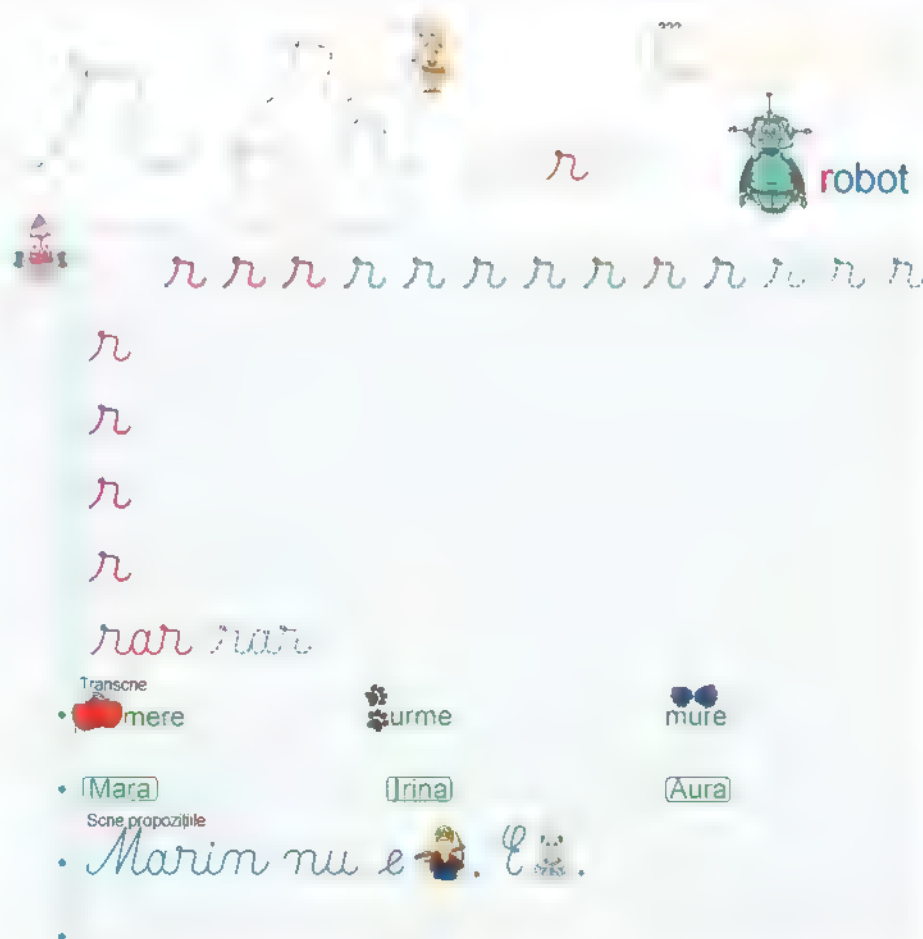 r
robot
r r r r r r r r r r r r r
r
r
r
r
rar rar
Transcrie
mere urme mure
Mara Irina Aura
Scrie propozițiile
Marin nu e . E .